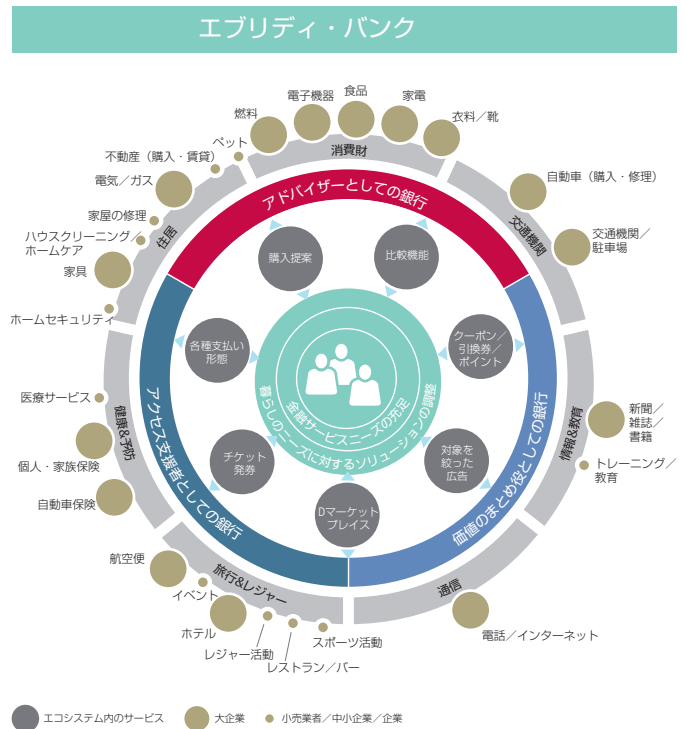 エブリディ・バンク
電子機器
食品
家電
燃料
衣料／靴
ペット
消費財
不動産（購入・賃貸）
電気／ガス
自動車（購入・修理）
アドバイザーとしての銀行
家屋の修理
住居
交通機関
ハウスクリーニング／
ホームケア
交通機関／
駐車場
購入提案
比較機能
家具
ホームセキュリティ
各種支払い
形態
クーポン／
引換券／
ポイント
医療サービス
健康&予防
アクセス支援者としての銀行
金融サービスニーズの充足
暮らしのニーズに対するソリューションの調整
価値のまとめ役としての銀行
情報&教育
新聞／
雑誌／
書籍
個人・家族保険
チケット
発券
対象を
絞った
広告
トレーニング／
教育
自動車保険
Dマーケット
プレイス
航空便
旅行&レジャー
通信
イベント
ホテル
レジャー活動
レストラン／バー
スポーツ活動
電話／インターネット
エコシステム内のサービス
大企業
小売業者／中小企業／企業